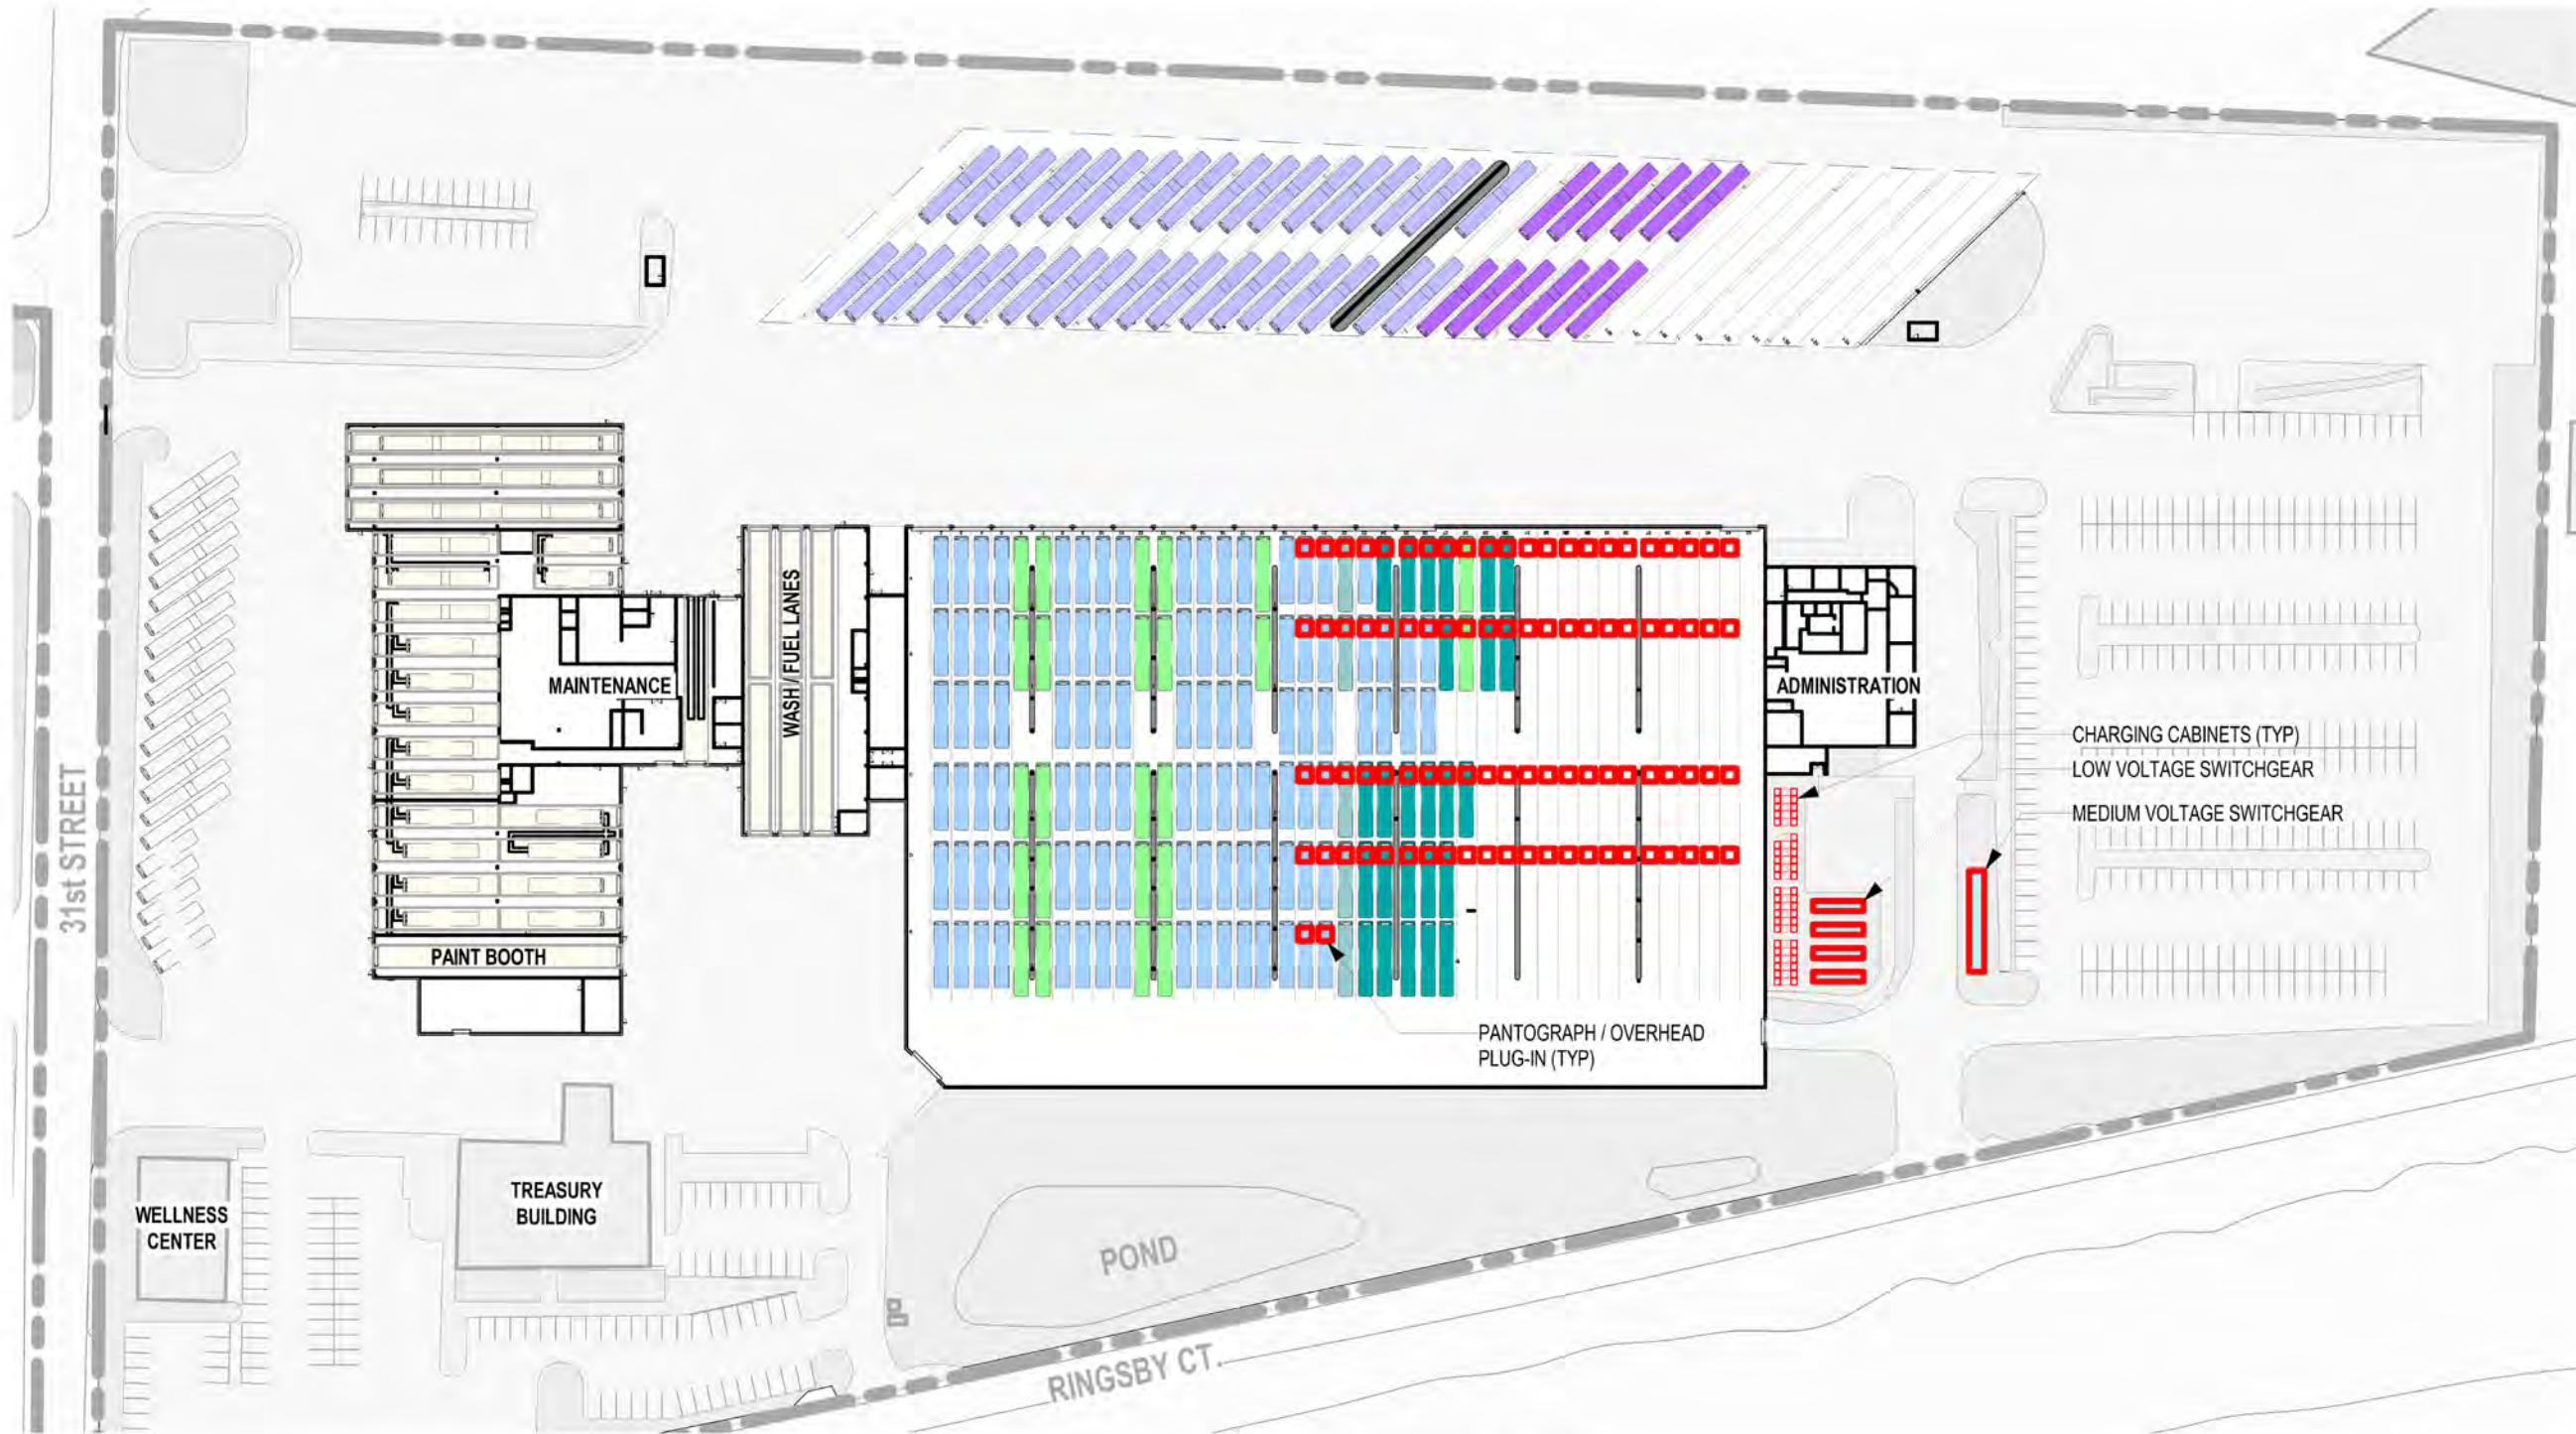 31st STREET
MAINTENANCE
WASH / FUEL LANES
ADMINISTRATION
CHARGING CABINETS (TYP)
LOW VOLTAGE SWITCHGEAR
MEDIUM VOLTAGE SWITCHGEAR
PAINT BOOTH
PANTOGRAPH / OVERHEAD
PLUG-IN (TYP)
TREASURY
BUILDING
WELLNESS
CENTER
POND
RINGSBY CT.